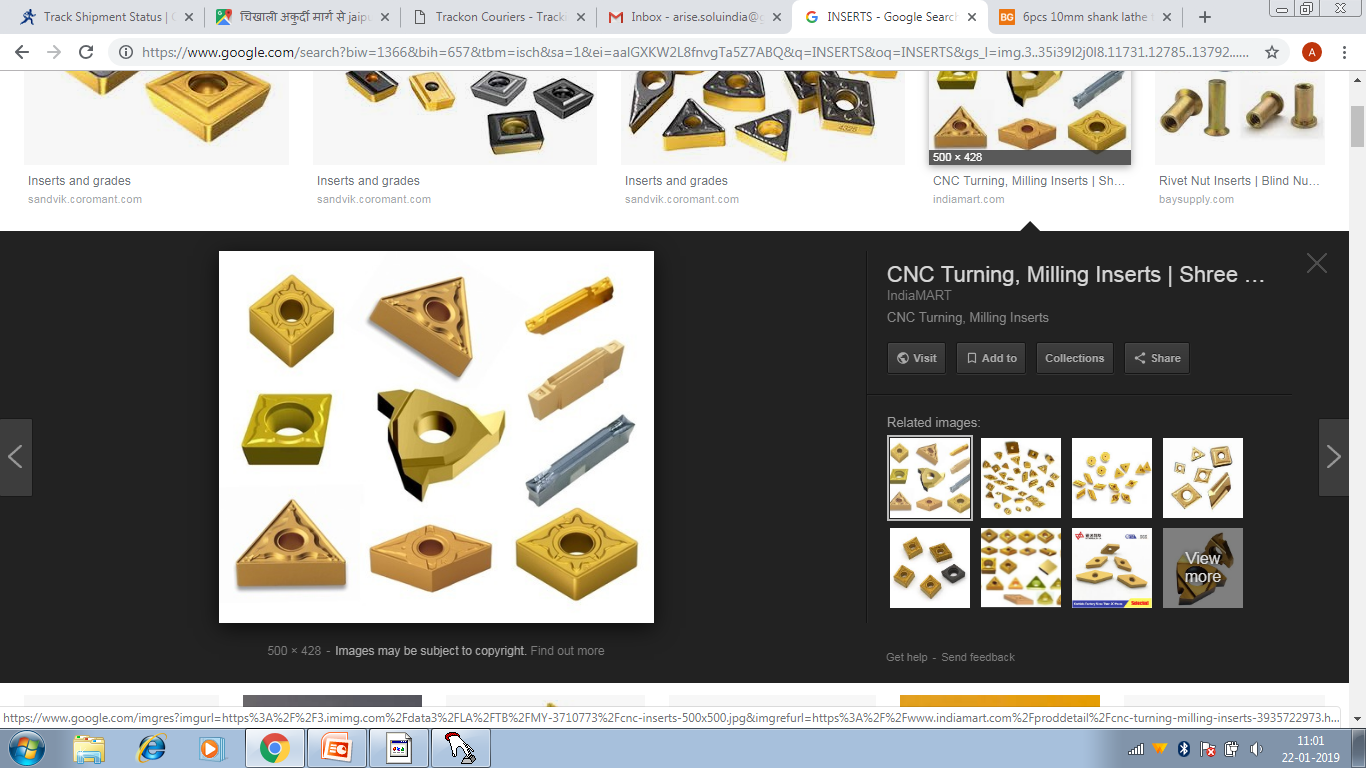 Track Shipment Status | C
चिखाली अकुर्दी मार्ग से jaipu
Trackon Couriers - Tracki
Inbox - arise.soluindia@g
INSERTS - Google Search
6pcs 10mm shank lathe t
https://www.google.com/search?biw=1366&bih=657&tbm=isch&sa=1&ei=aalGXKW2L8fnvgTa5Z7ABQ&q=INSERTS&oq=INSERTS&gs_l=img.3..35i39l2j0l8.11731.12785..13792......
A
500 × 428
Inserts and grades
sandvik.coromant.com
Inserts and grades
sandvik.coromant.com
Inserts and grades
sandvik.coromant.com
CNC Turning, Milling Inserts | Sh…
indiamart.com
Rivet Nut Inserts | Blind Nu…
baysupply.com
CNC Turning, Milling Inserts | Shree …
IndiaMART
CNC Turning, Milling Inserts
Visit
Add to
Collections
Share
Related images:
View
more
500 × 428 - Images may be subject to copyright. Find out more
Get help - Send feedback
https://www.google.com/imgres?imgurl=https%3A%2F%2F3.imimg.com%2Fdata3%2FLA%2FTB%2FMY-3710773%2Fcnc-inserts-500x500.jpg&imgrefurl=https%3A%2F%2Fwww.indiamart.com%2Fproddetail%2Fcnc-turning-milling-inserts-3935722973.h...
11:01
22-01-2019